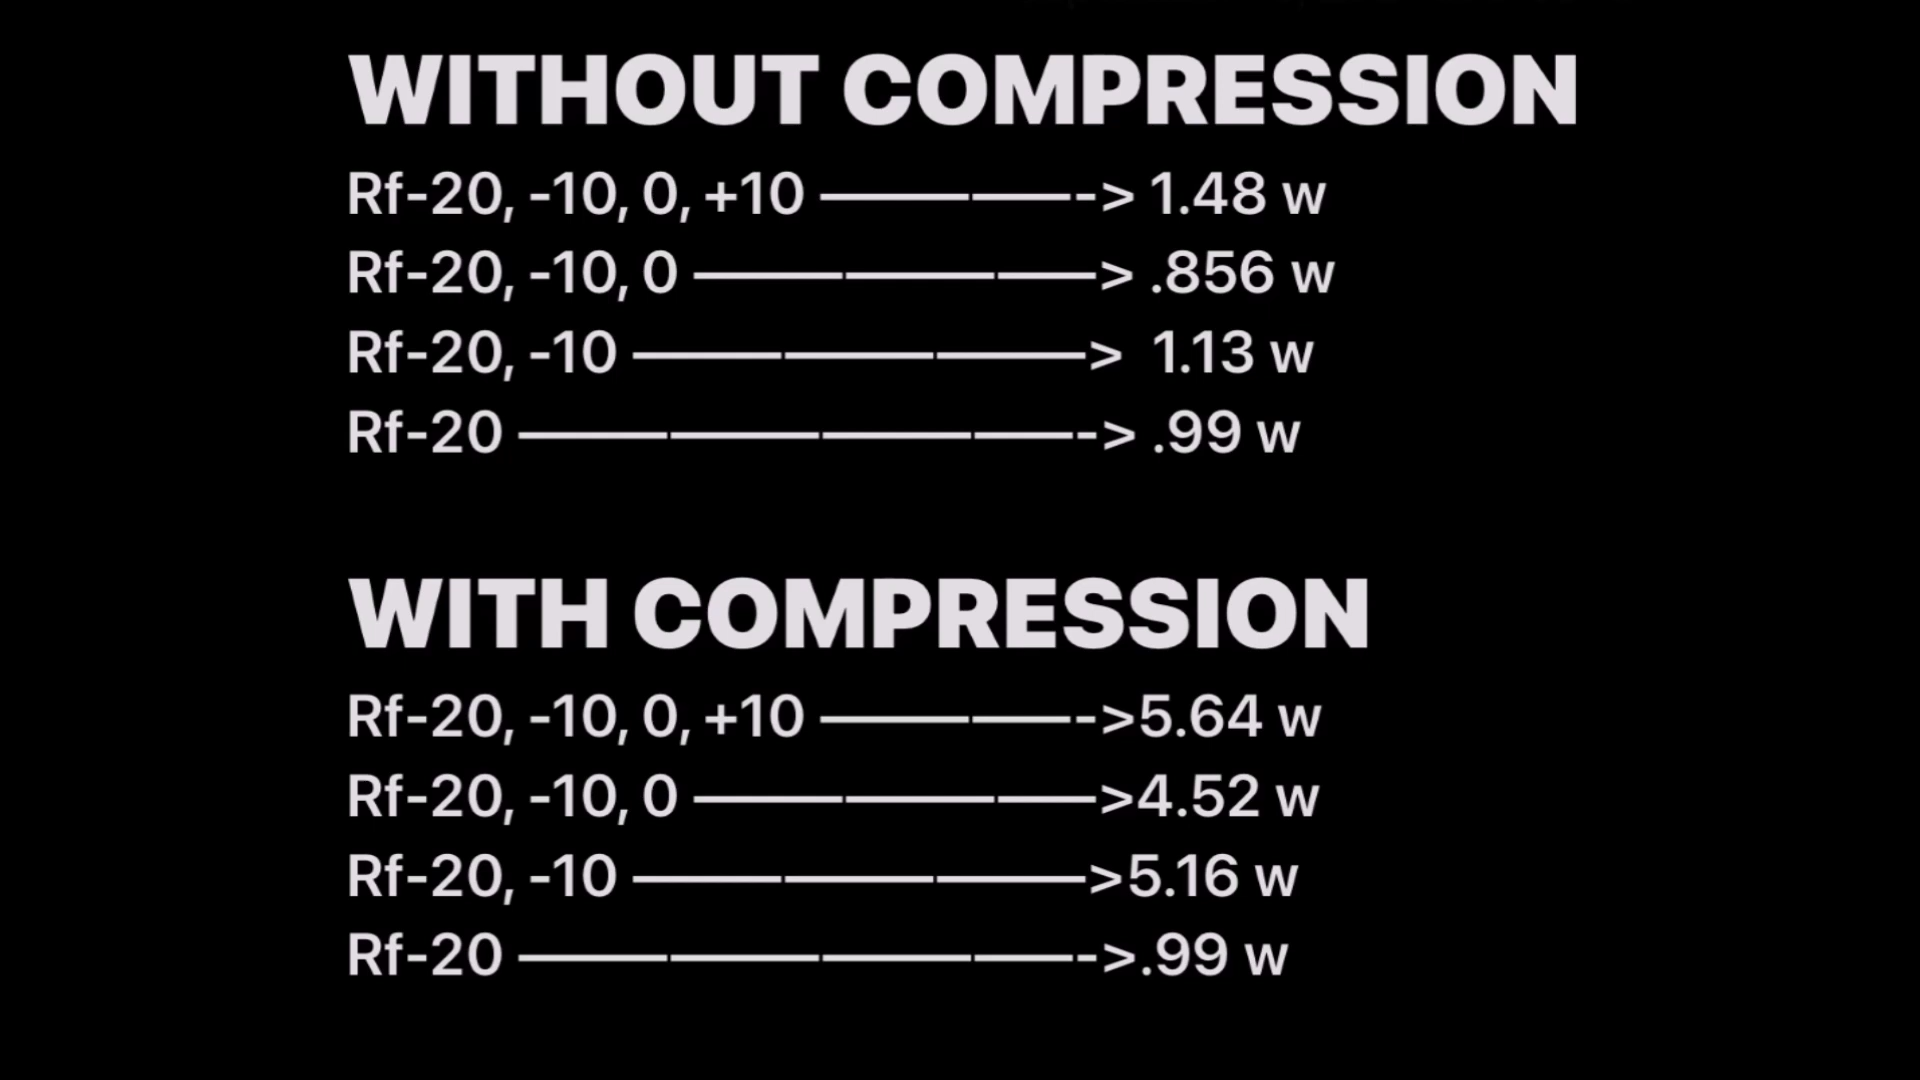 WITHOUT COMPRESSION
Rf-20, -10, 0, +10 —————-> 1.48 w
Rf-20, -10, 0 ————————> .856 w
Rf-20, -10 —————————>  1.13 w
Rf-20 ———————————-> .99 w
WITH COMPRESSION
Rf-20, -10, 0, +10 —————->5.64 w
Rf-20, -10, 0 ————————>4.52 w
Rf-20, -10 —————————>5.16 w
Rf-20 ———————————->.99 w